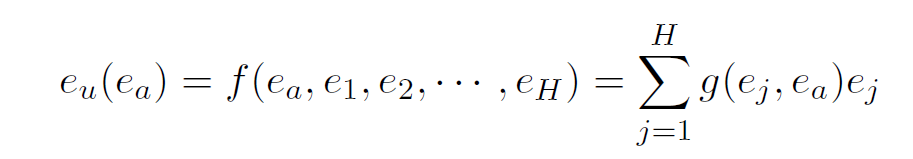 e_u(e_a) = f(e_a, e_1, e_2, ⋯ , e_H) = \sum_{j=1}^{H} g(e_j, e_a)e_j